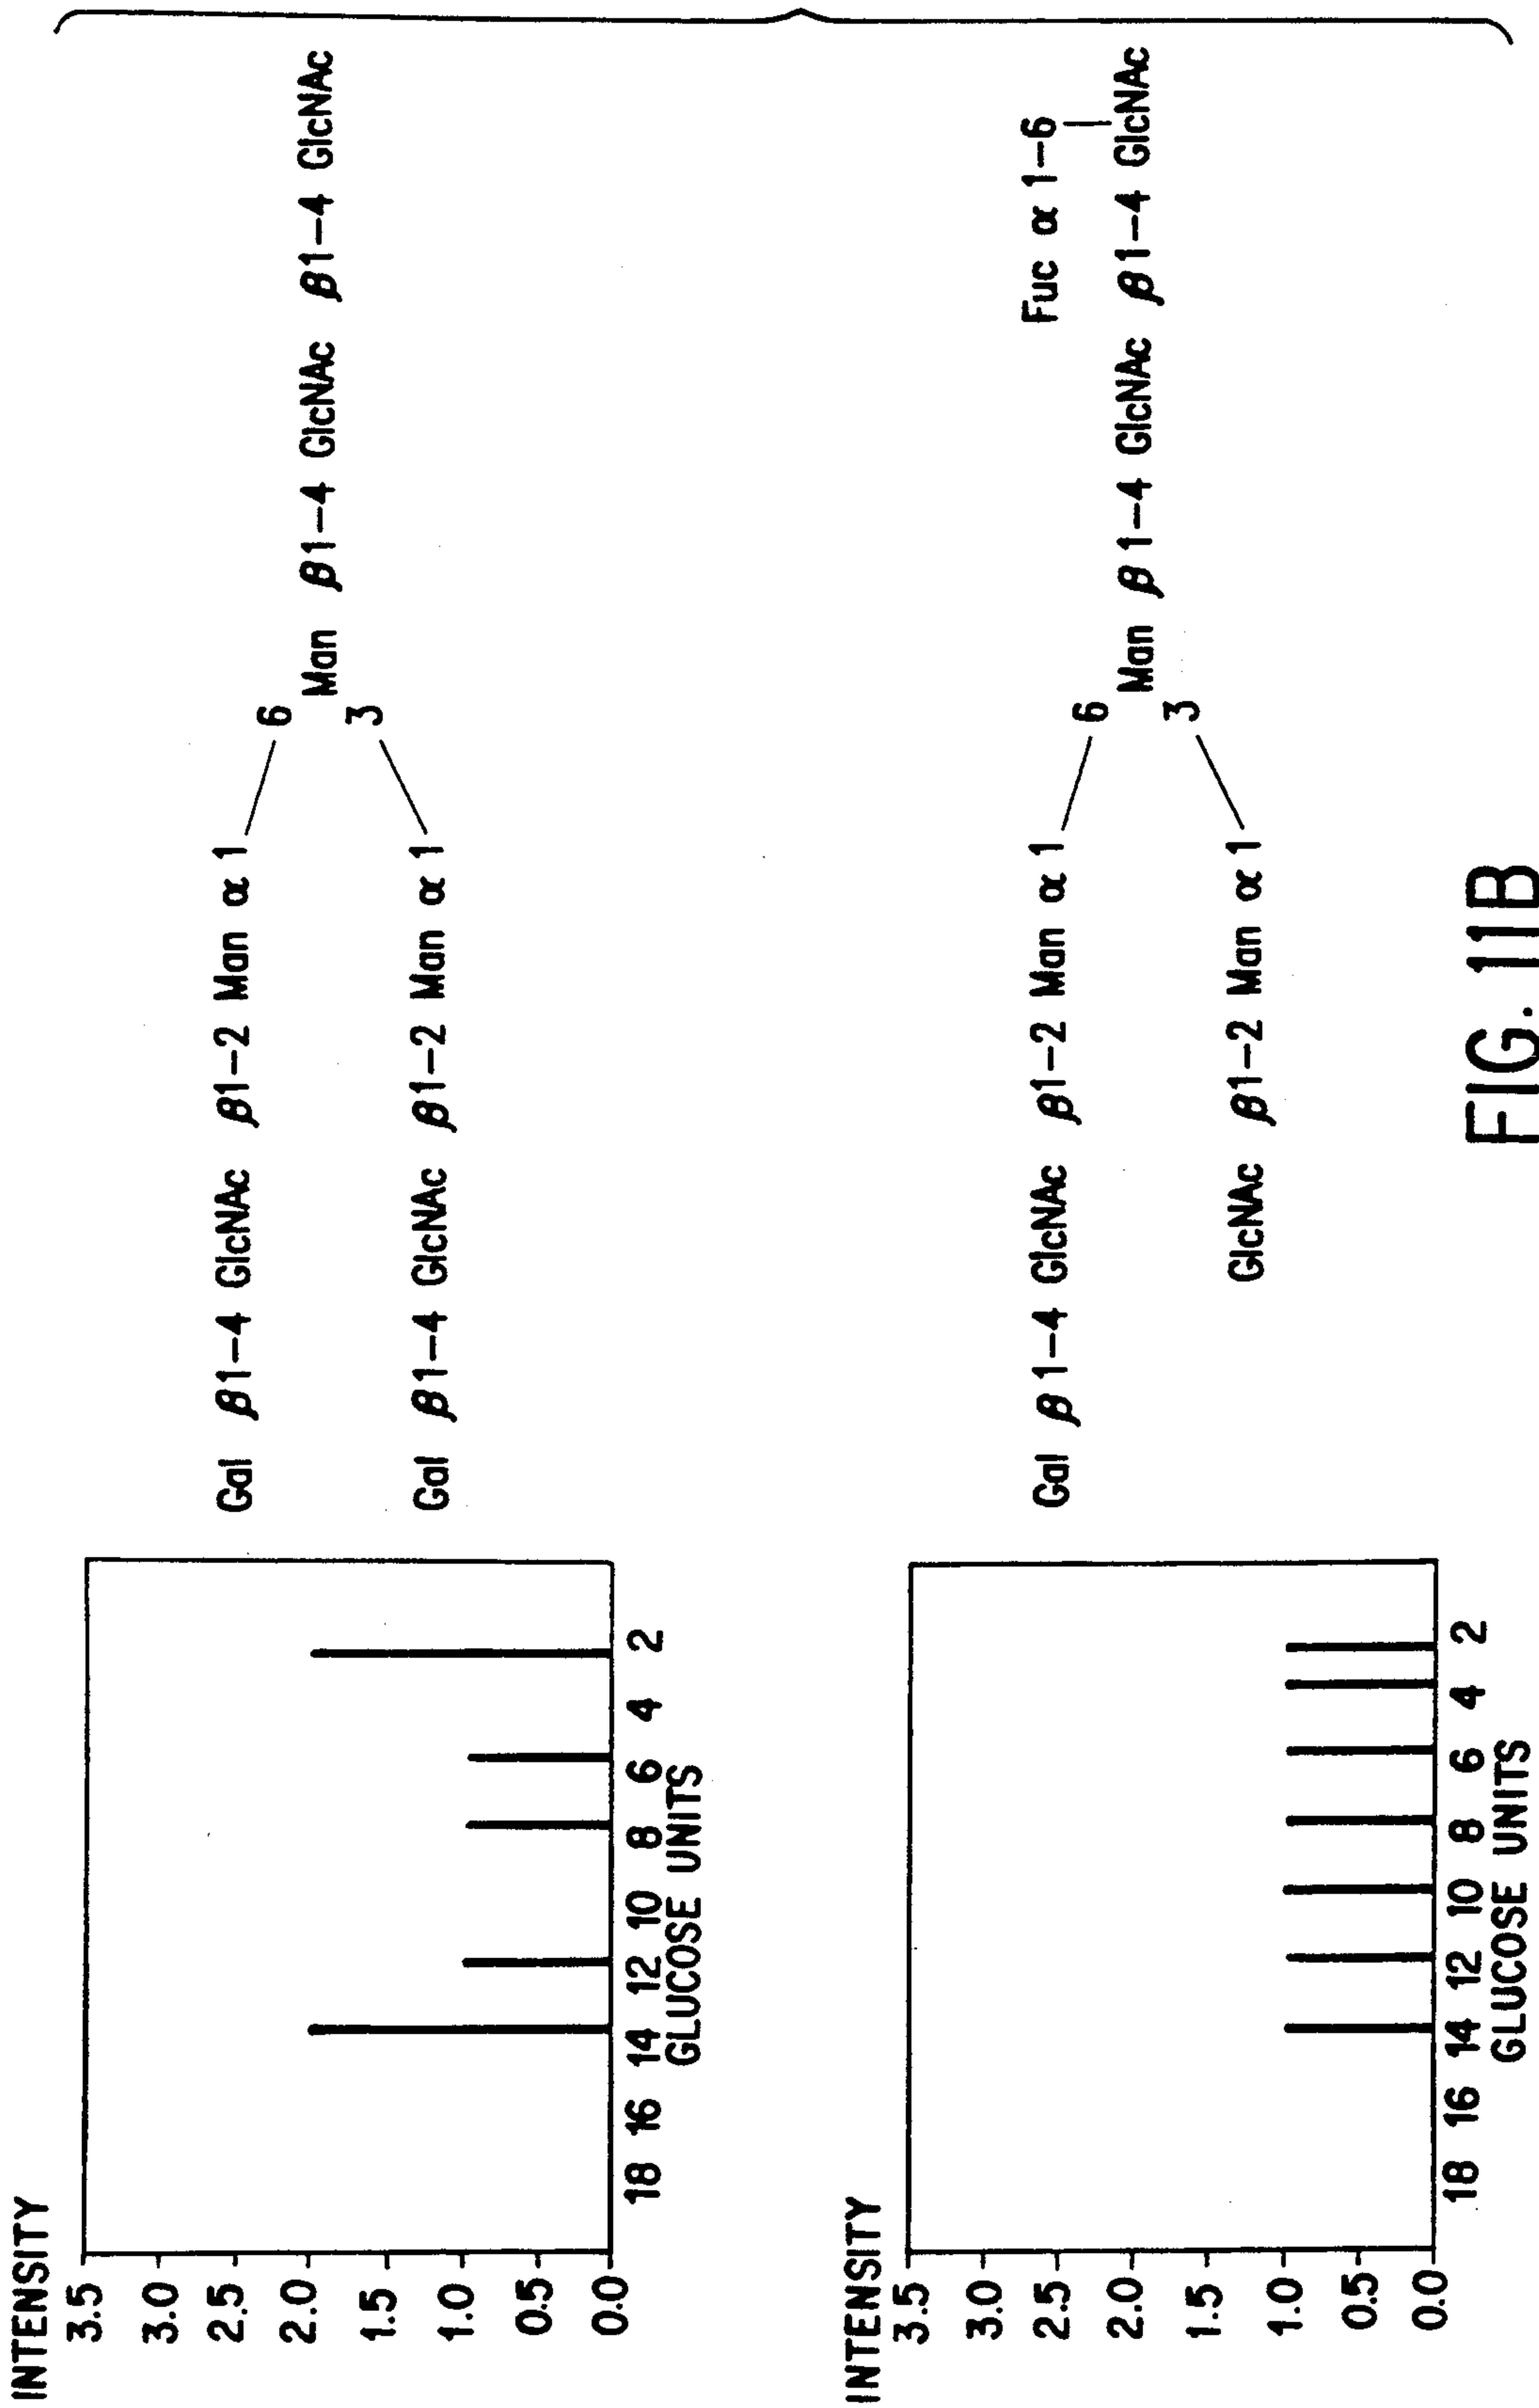 INTENSITY
3.5
3.0
2.5
2.0
1.5
1.0
0.5
0.0
18 16 14 12 10 8 6 4 2
GLUCOSE UNITS
Gal β1-4 GlcNAc β1-2 Man α 1
6
Man β1-4 GlcNAc β1-4 GlcNAc
3
Gal β1-4 GlcNAc β1-2 Man α 1
INTENSITY
3.5
3.0
2.5
2.0
1.5
1.0
0.5
0.0
18 16 14 12 10 8 6 4 2
GLUCOSE UNITS
Fuc α 1-6
Gal β 1-4 GlcNAc β1-2 Man α 1
6
Man β 1-4 GlcNAc β1-4 GlcNAc
3
GlcNAc β1-2 Man α 1
FIG. 11B